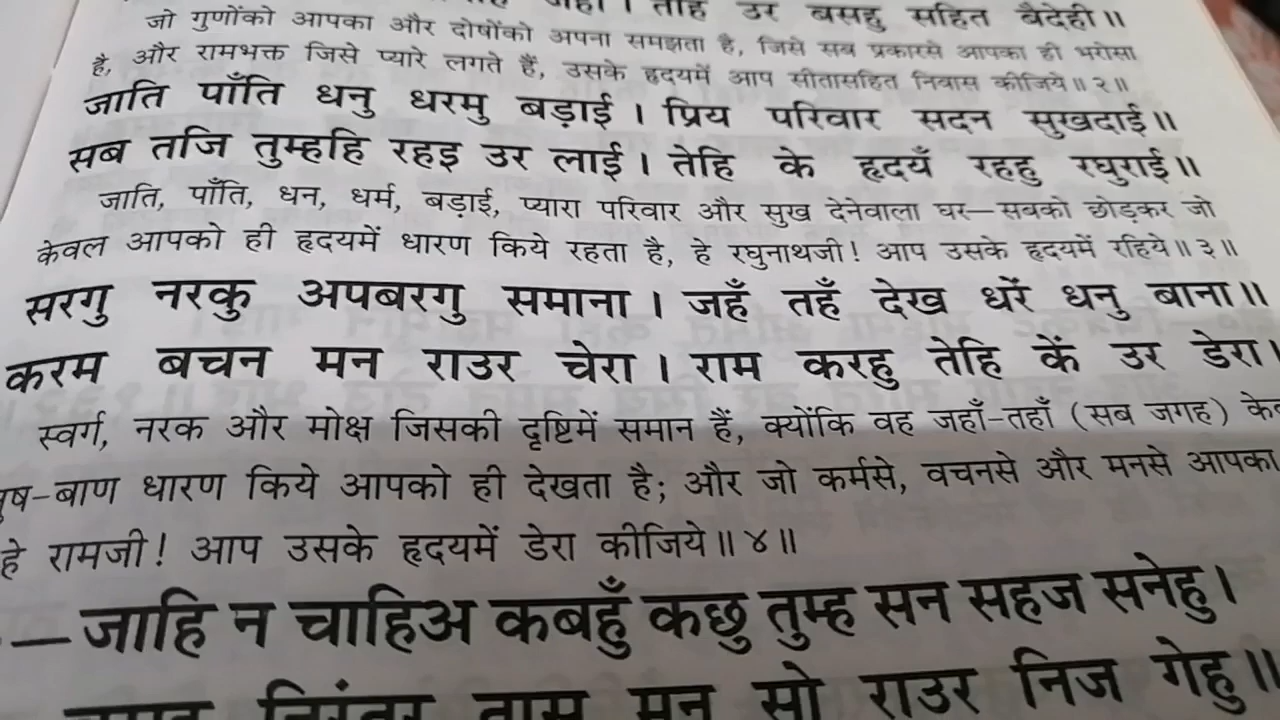 । ताहि उर बसहु सहित बैदेही॥
जो गुणोंको आपका और दोषोंको अपना समझता है, जिसे सब प्रकारसे आपका ही भरोसा
है, और रामभक्त जिसे प्यारे लगते हैं, उसके हृदयमें आप सीतासहित निवास कीजिये॥२॥
जाति पाँति धनु धरमु बड़ाई। प्रिय परिवार सदन सुखदाई॥
सब तजि तुम्हहि रहइ उर लाई। तेहि के हृदयँ रहहु रघुराई॥
जाति, पाँति, धन, धर्म, बड़ाई, प्यारा परिवार और सुख देनेवाला घर—सबको छोड़कर जो
केवल आपको ही हृदयमें धारण किये रहता है, हे रघुनाथजी! आप उसके हृदयमें रहिये॥३॥
सरगु नरकु अपबरगु समाना। जहँ तहँ देख धरें धनु बाना॥
करम बचन मन राउर चेरा। राम करहु तेहि कें उर डेरा।
स्वर्ग, नरक और मोक्ष जिसकी दृष्टिमें समान हैं, क्योंकि वह जहाँ-तहाँ (सब जगह)
बाण धारण किये आपको ही देखता है; और जो कर्मसे, वचनसे और मनसे आपका
हे रामजी! आप उसके हृदयमें डेरा कीजिये॥४॥
—जाहि न चाहिअ कबहुँ कछु तुम्ह सन सहज सनेहु।
निरंतर तासु मन सो राउर निज गेहु॥